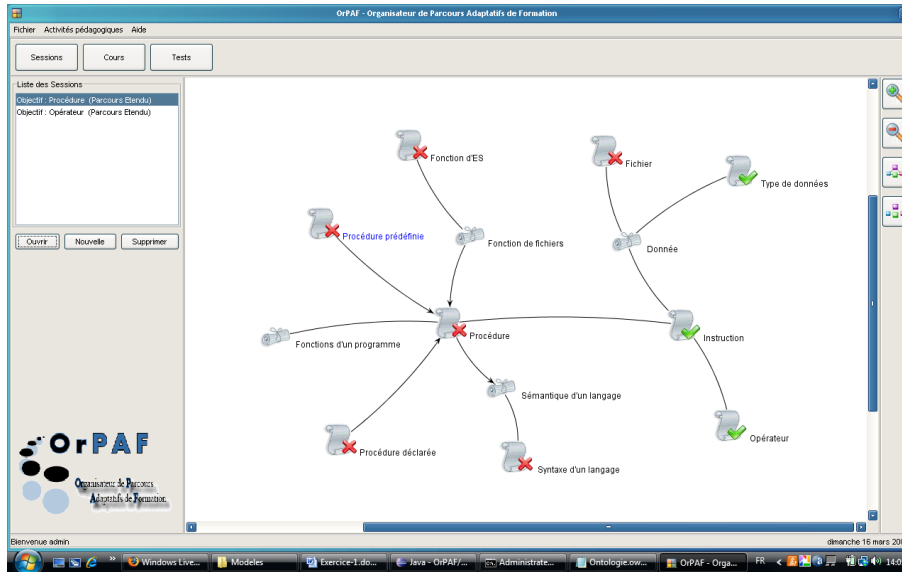 OrPAF - Organisateur de Parcours Adaptatifs de Formation
Fichier Activités pédagogiques Aide
Sessions Cours Tests
Liste des Sessions
Objectif : Procédure (Parcours Etendu)
Objectif : Opérateur (Parcours Etendu)
Ouvrir Nouvelle Supprimer
Fonction d'ES
Fichier
Type de données
Procédure prédéfinie
Fonction de fichiers
Donnée
Fonctions d'un programme
Procédure
Instruction
Sémantique d'un langage
Opérateur
Procédure déclarée
Syntaxe d'un langage
OrPAF
Organisateur de Parcours
Adaptatifs de Formation
Bienvenue admin
dimanche 16 mars 200
Windows Live...
Modeles
Exercice-1.do...
Java - OrPAF/...
Administrate...
Ontologie.ow...
OrPAF - Orga...
FR
14:0